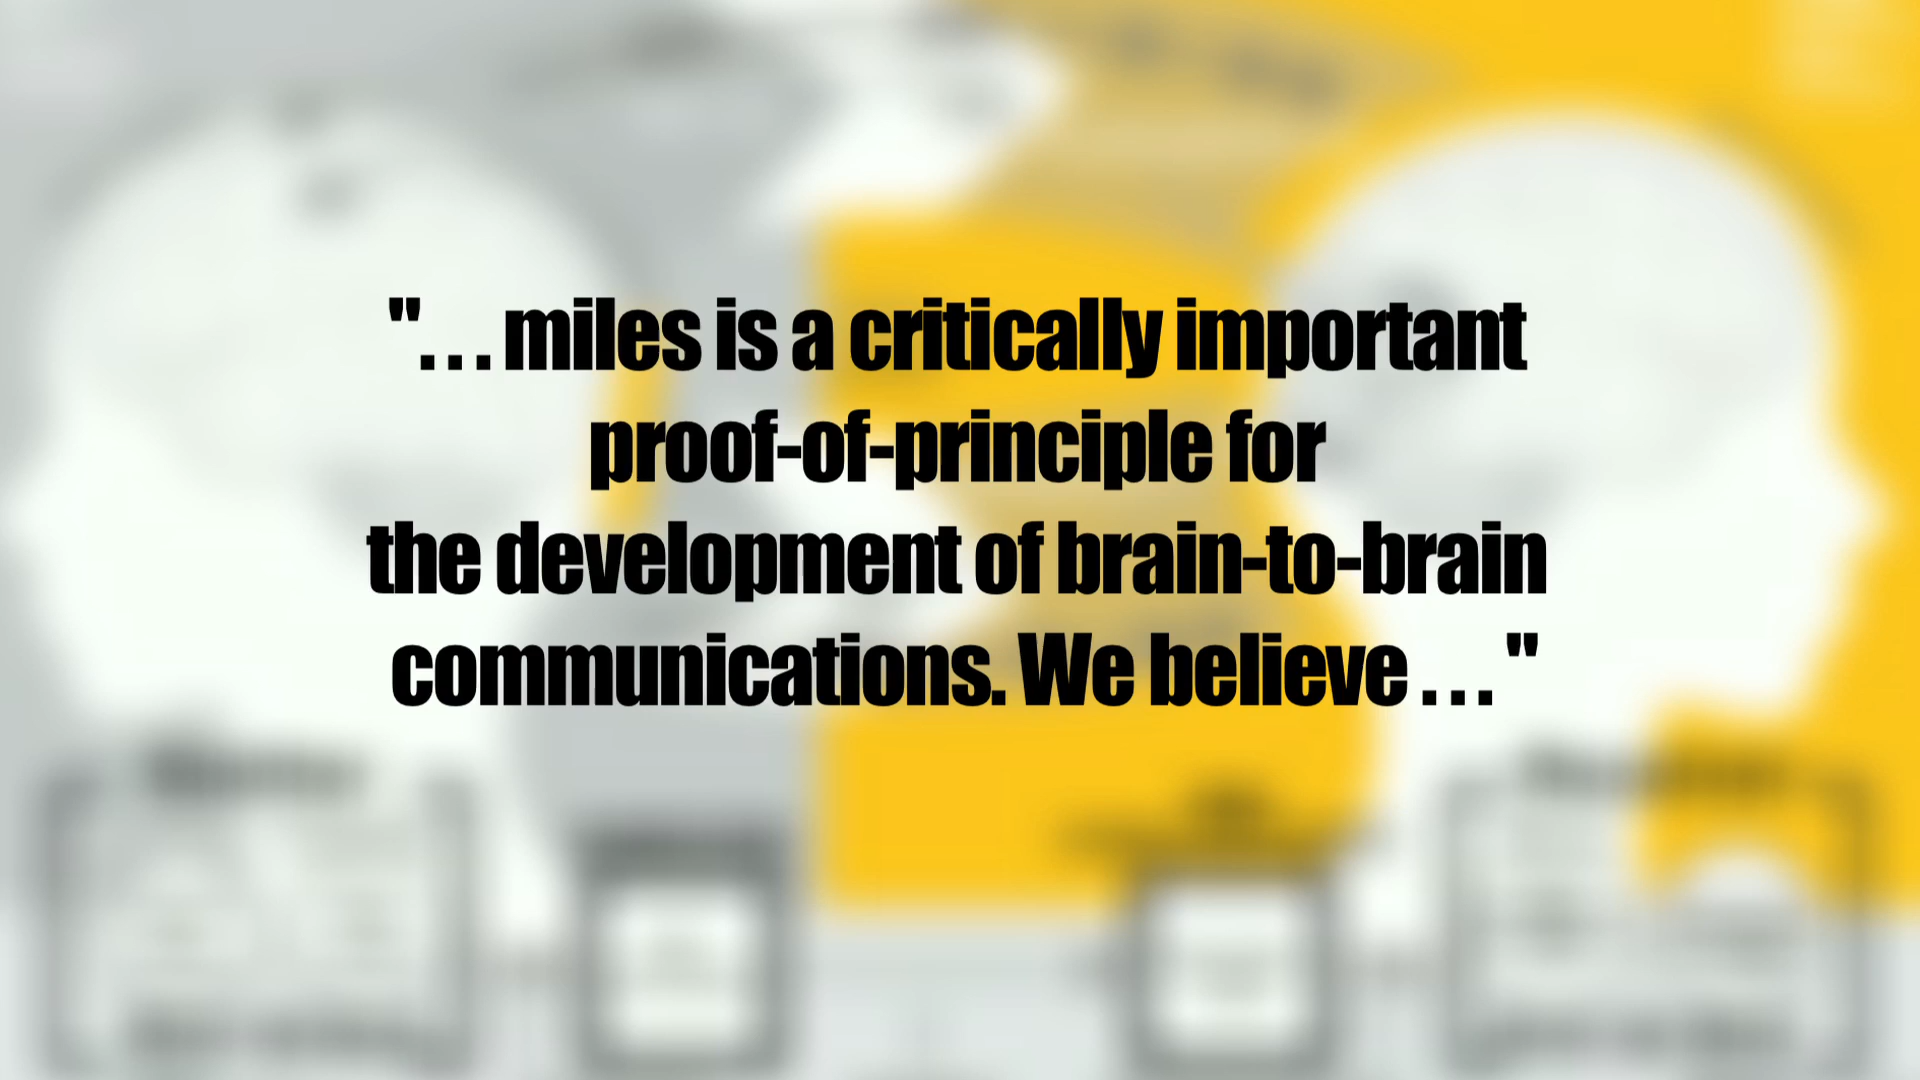 ". . . miles is a critically important
proof-of-principle for
the development of brain-to-brain
communications. We believe . . ."